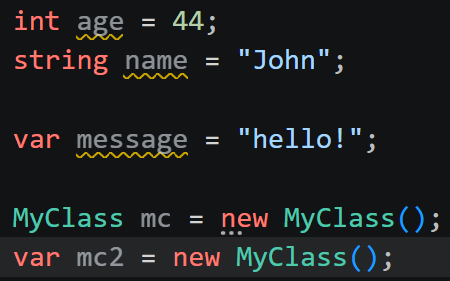 int age = 44;
string name = "John";
var message = "hello!";
MyClass mc = new MyClass();
var mc2 = new MyClass();